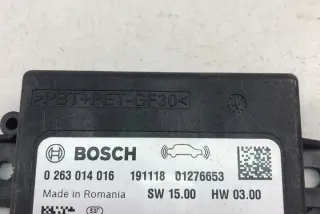 >PBT+PET-GF30<
BOSCH
0 263 014 016 191118 01276653
Made in Romania SW 15.00 HW 03.00